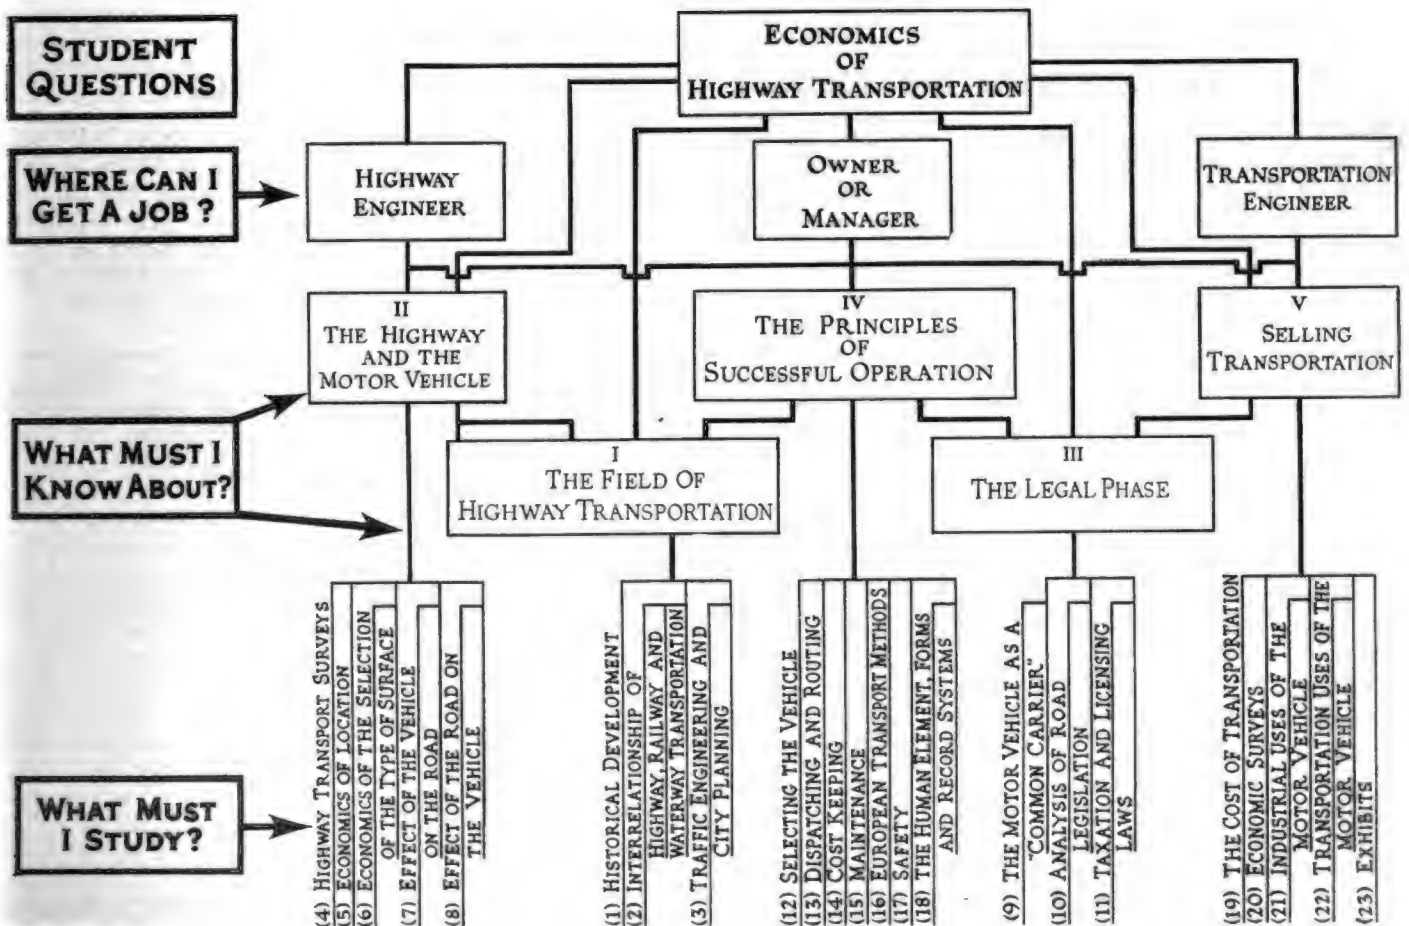 STUDENT
QUESTIONS
ECONOMICS
OF
HIGHWAY TRANSPORTATION
WHERE CAN I
GET A JOB?
HIGHWAY
ENGINEER
OWNER
OR
MANAGER
TRANSPORTATION
ENGINEER
II
THE HIGHWAY
AND THE
MOTOR VEHICLE
IV
THE PRINCIPLES
OF
SUCCESSFUL OPERATION
V
SELLING
TRANSPORTATION
WHAT MUST I
KNOW ABOUT?
I
THE FIELD OF
HIGHWAY TRANSPORTATION
III
THE LEGAL PHASE
WHAT MUST
I STUDY?
(4) HIGHWAY TRANSPORT SURVEYS
(5) ECONOMICS OF LOCATION
(6) ECONOMICS OF THE SELECTION
OF THE TYPE OF SURFACE
(7) EFFECT OF THE VEHICLE
ON THE ROAD
(8) EFFECT OF THE ROAD ON
THE VEHICLE
(1) HISTORICAL DEVELOPMENT
(2) INTERRELATIONSHIP OF
HIGHWAY, RAILWAY AND
WATERWAY TRANSPORTATION
(3) TRAFFIC ENGINEERING AND
CITY PLANNING
(12) SELECTING THE VEHICLE
(13) DISPATCHING AND ROUTING
(14) COST KEEPING
(15) MAINTENANCE
(16) EUROPEAN TRANSPORT METHODS
(17) SAFETY
(18) THE HUMAN ELEMENT, FORMS
AND RECORD SYSTEMS
(9) THE MOTOR VEHICLE AS A
"COMMON CARRIER"
(10) ANALYSIS OF ROAD
LEGISLATION
(11) TAXATION AND LICENSING
LAWS
(19) THE COST OF TRANSPORTATION
(20) ECONOMIC SURVEYS
(21) INDUSTRIAL USES OF THE
MOTOR VEHICLE
(22) TRANSPORTATION USES OF THE
MOTOR VEHICLE
(23) EXHIBITS